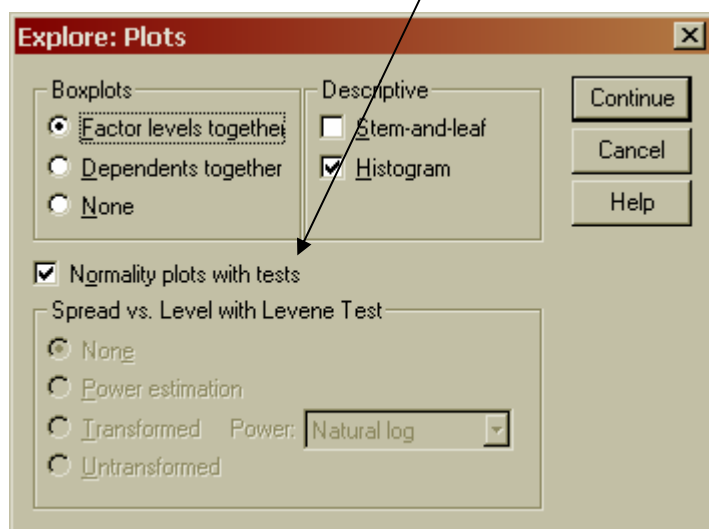 Explore: Plots
Boxplots
Factor levels together
Dependents together
None
Descriptive
Stem-and-leaf
Histogram
Continue
Cancel
Help
Normality plots with tests
Spread vs. Level with Levene Test
None
Power estimation
Transformed Power: Natural log
Untransformed